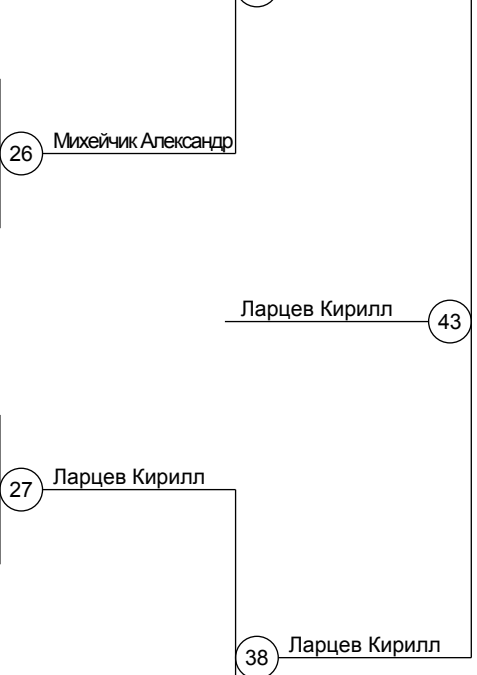 26 Михейчик Александр
Ларцев Кирилл 43
27 Ларцев Кирилл
38 Ларцев Кирилл